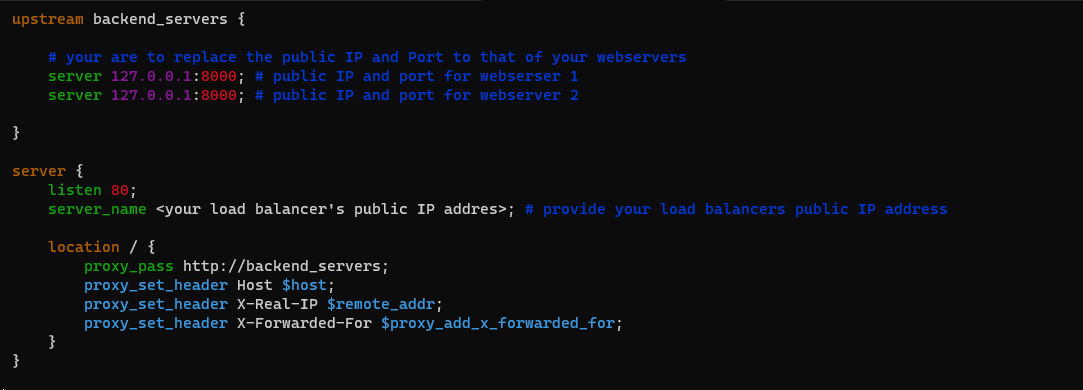 upstream backend_servers {
# your are to replace the public IP and Port to that of your webservers
server 127.0.0.1:8000; # public IP and port for webserser 1
server 127.0.0.1:8000; # public IP and port for webserver 2
}
server {
listen 80;
server_name <your load balancer's public IP addres>; # provide your load balancers public IP address
location / {
proxy_pass http://backend_servers;
proxy_set_header Host $host;
proxy_set_header X-Real-IP $remote_addr;
proxy_set_header X-Forwarded-For $proxy_add_x_forwarded_for;
}
}